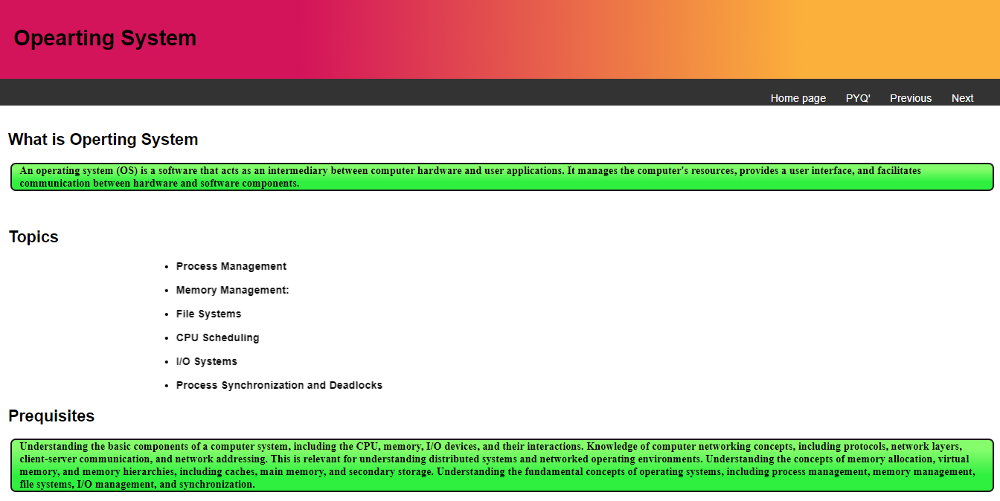 Opearting System
Home page PYQ' Previous Next
What is Operting System
An operating system (OS) is a software that acts as an intermediary between computer hardware and user applications. It manages the computer's resources, provides a user interface, and facilitates
communication between hardware and software components.
Topics
• Process Management
• Memory Management:
• File Systems
• CPU Scheduling
• I/O Systems
• Process Synchronization and Deadlocks
Prequisites
Understanding the basic components of a computer system, including the CPU, memory, I/O devices, and their interactions. Knowledge of computer networking concepts, including protocols, network layers,
client-server communication, and network addressing. This is relevant for understanding distributed systems and networked operating environments. Understanding the concepts of memory allocation, virtual
memory, and memory hierarchies, including caches, main memory, and secondary storage. Understanding the fundamental concepts of operating systems, including process management, memory management,
file systems, I/O management, and synchronization.